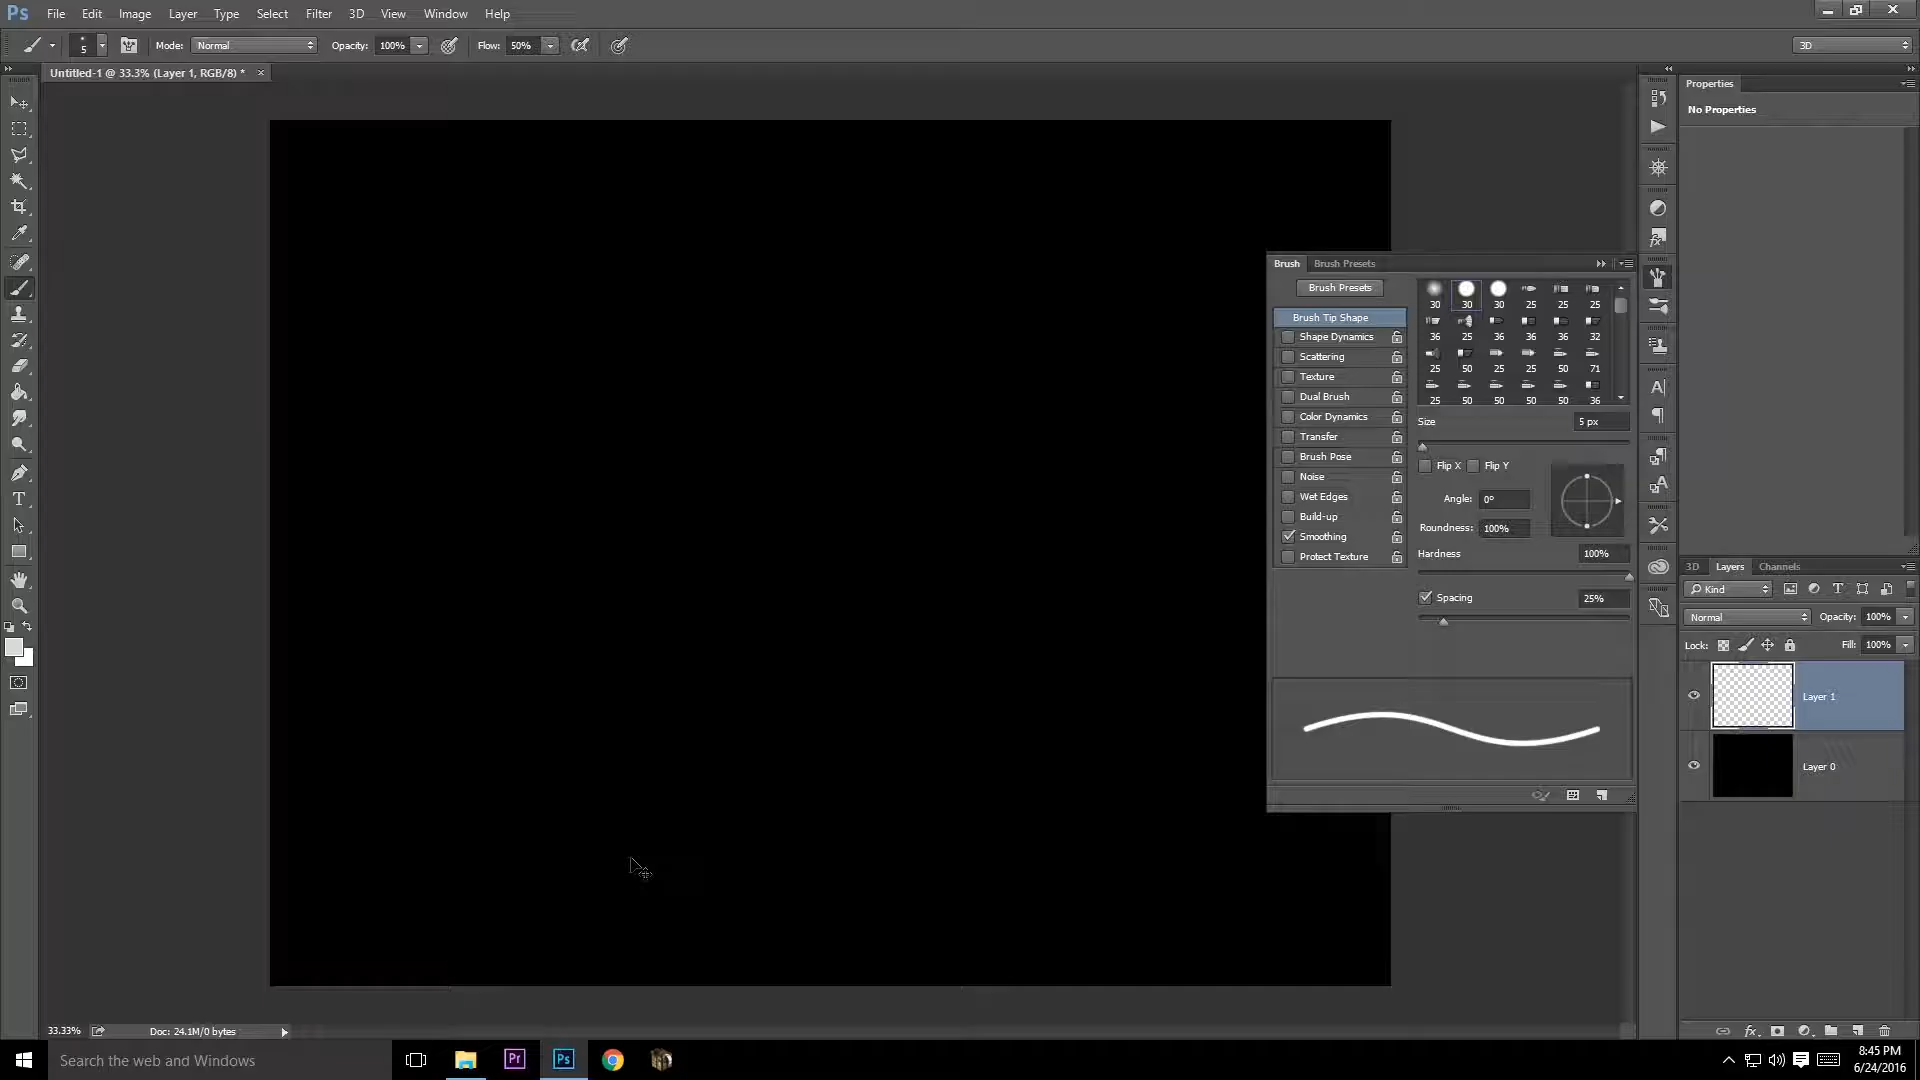 Ps File Edit Image Layer Type Select Filter 3D View Window Help
5 Mode: Normal Opacity: 100% Flow: 50% 3D
Untitled-1 @ 33.3% (Layer 1, RGB/8) * ×
Properties
No Properties
Brush Brush Presets
Brush Presets
Brush Tip Shape
Shape Dynamics
Scattering
Texture
Dual Brush
Color Dynamics
Transfer
Brush Pose
Noise
Wet Edges
Build-up
Smoothing
Protect Texture
30 30 30 25 25 25
36 25 36 36 36 32
25 50 25 25 50 71
25 50 50 50 50 36
Size 5 px
Flip X Flip Y
Angle: 0º
Roundness: 100%
Hardness 100%
Spacing 25%
3D Layers Channels
Kind
Normal Opacity: 100%
Lock: Fill: 100%
Layer 1
Layer 0
33.33% Doc: 24.1M/0 bytes
Search the web and Windows
Pr
Ps
8:45 PM
6/24/2016